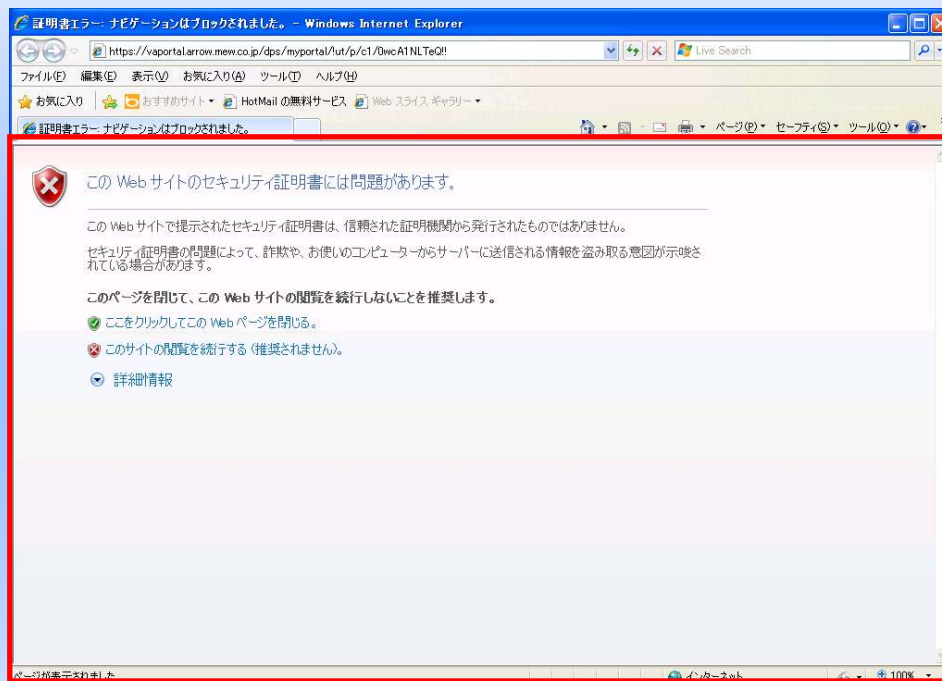 証明書エラー: ナビゲーションはブロックされました。 - Windows Internet Explorer
https://vaportal.arrow.mew.co.jp/dps/myportal/!ut/p/c1/0wcA1NLTeQ!!
Live Search
ファイル(F) 編集(E) 表示(V) お気に入り(A) ツール(T) ヘルプ(H)
お気に入り おすすめサイト HotMail の無料サービス Web スライス ギャラリー
証明書エラー: ナビゲーションはブロックされました。 ページ(P) セーフティ(S) ツール(O)
この Web サイトのセキュリティ証明書には問題があります。
この Web サイトで提示されたセキュリティ証明書は、信頼された証明機関から発行されたものではありません。
セキュリティ証明書の問題によって、詐欺や、お使いのコンピューターからサーバーに送信される情報を盗み取る意図が示唆さ
れている場合があります。
このページを閉じて、この Web サイトの閲覧を続行しないことを推奨します。
ここをクリックしてこの Web ページを閉じる。
このサイトの閲覧を続行する (推奨されません)。
詳細情報
ページが表示されました インターネット 100%